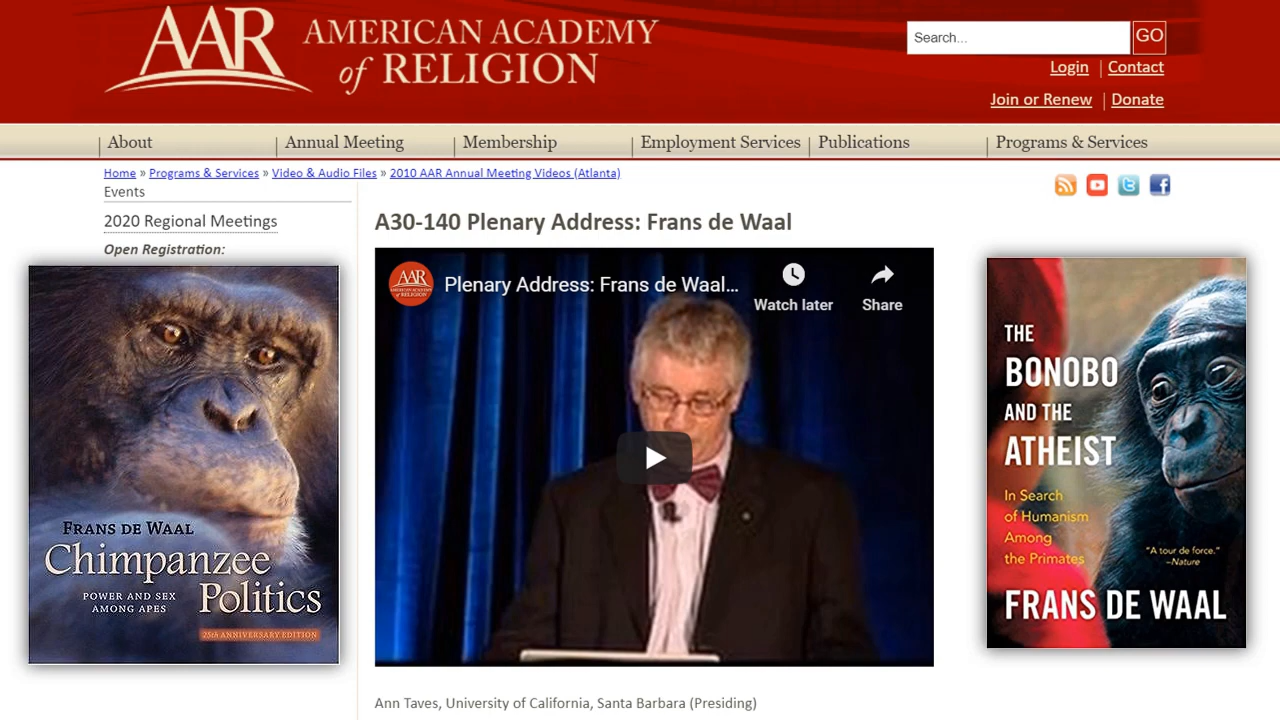 AAR AMERICAN ACADEMY
of RELIGION
Search...
GO
Login | Contact
Join or Renew | Donate
About
Annual Meeting
Membership
Employment Services
Publications
Programs & Services
Home » Programs & Services » Video & Audio Files » 2010 AAR Annual Meeting Videos (Atlanta)
Events
2020 Regional Meetings
Open Registration:
A30-140 Plenary Address: Frans de Waal
AAR
AMERICAN ACADEMY
OF RELIGION
Plenary Address: Frans de Waal...
Watch later
Share
FRANS DE WAAL
Chimpanzee
Politics
POWER AND SEX
AMONG APES
25th ANNIVERSARY EDITION
THE
BONOBO
AND THE
ATHEIST
In Search
of Humanism
Among
the Primates
"A tour de force."
–Nature
FRANS DE WAAL
Ann Taves, University of California, Santa Barbara (Presiding)